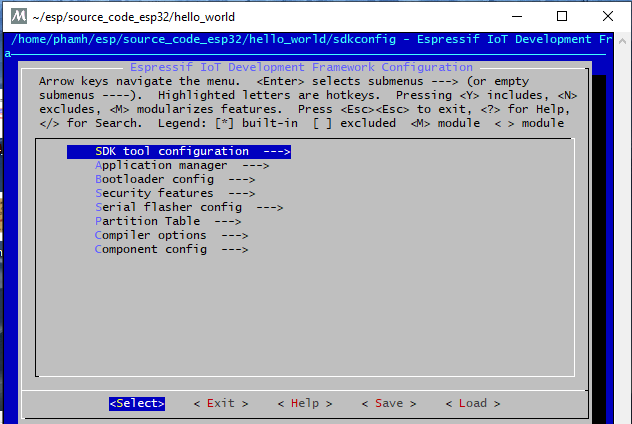 ~/esp/source_code_esp32/hello_world
/home/phamh/esp/source_code_esp32/hello_world/sdkconfig - Espressif IoT Development Fr
a
Espressif IoT Development Framework Configuration
Arrow keys navigate the menu.  <Enter> selects submenus ---> (or empty
submenus ----).  Highlighted letters are hotkeys.  Pressing <Y> includes, <N>
excludes, <M> modularizes features.  Press <Esc><Esc> to exit, <?> for Help,
</> for Search.  Legend: [*] built-in  [ ] excluded  <M> module  < > module
SDK tool configuration  --->
Application manager  --->
Bootloader config  --->
Security features  --->
Serial flasher config  --->
Partition Table  --->
Compiler options  --->
Component config  --->
<Select>    < Exit >    < Help >    < Save >    < Load >